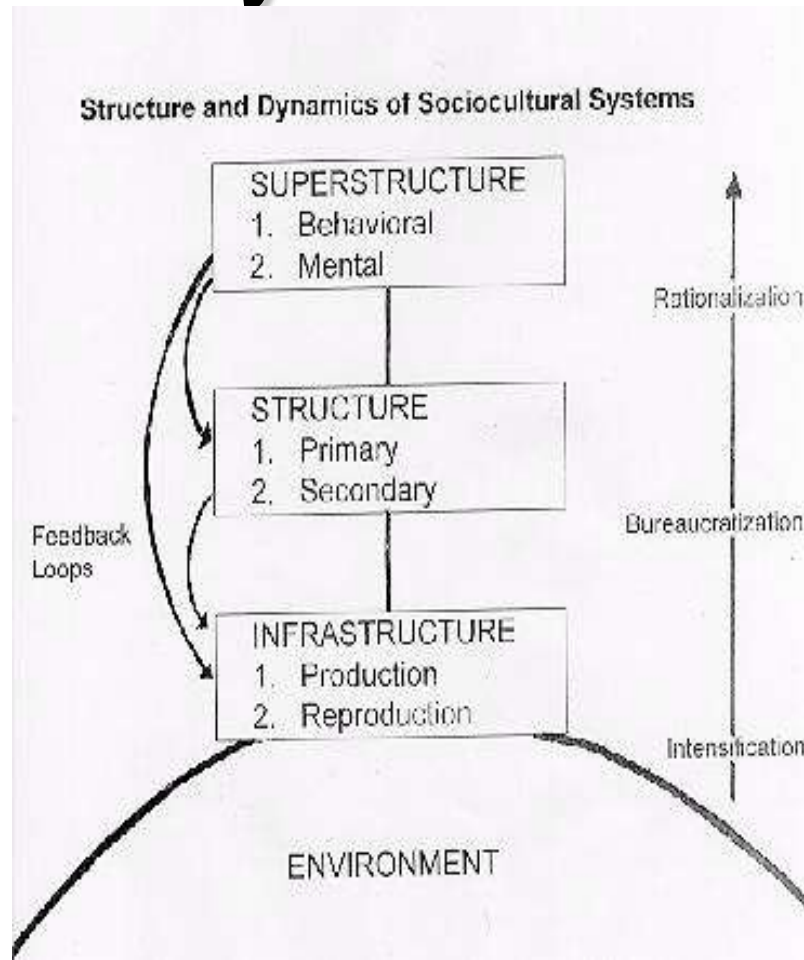 Structure and Dynamics of Sociocultural Systems
SUPERSTRUCTURE
1. Behavioral
2. Mental
Rationalization
STRUCTURE
1. Primary
2. Secondary
Bureaucratization
Feedback
Loops
INFRASTRUCTURE
1. Production
2. Reproduction
Intensification
ENVIRONMENT